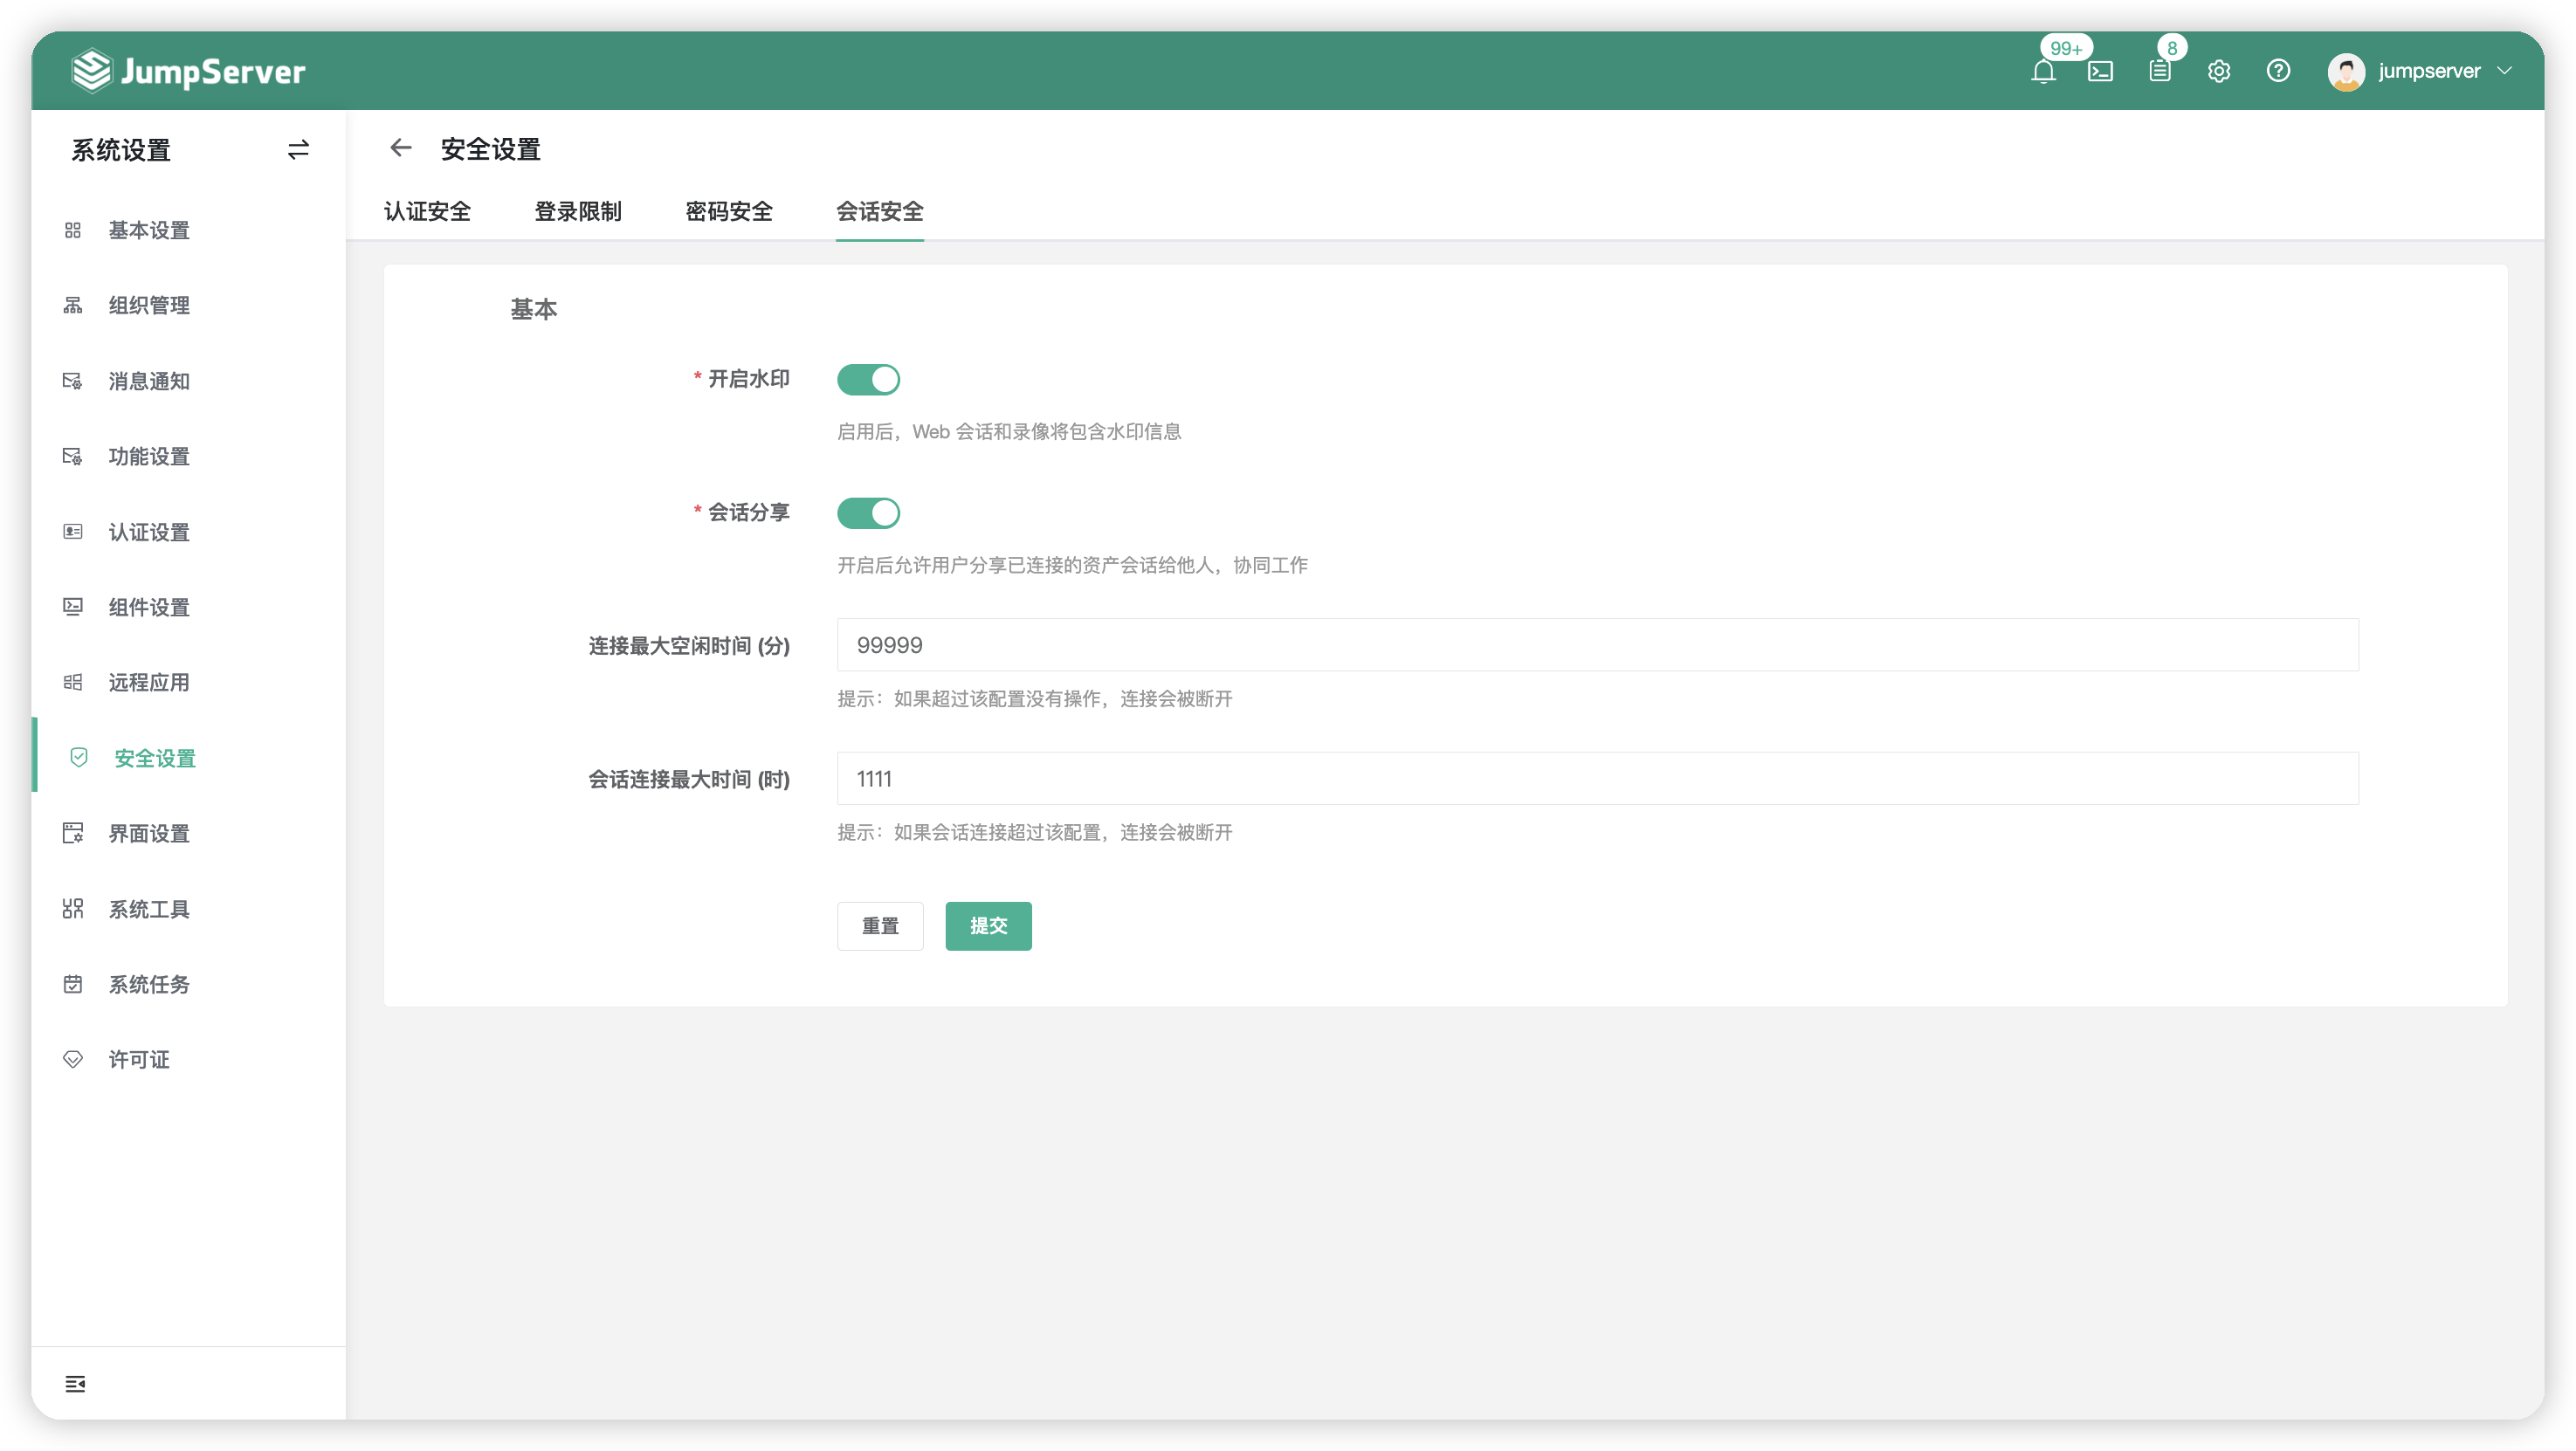 JumpServer
99+
8
jumpserver
系统设置
基本设置
组织管理
消息通知
功能设置
认证设置
组件设置
远程应用
安全设置
界面设置
系统工具
系统任务
许可证
安全设置
认证安全 登录限制 密码安全 会话安全
基本
* 开启水印
启用后，Web 会话和录像将包含水印信息
* 会话分享
开启后允许用户分享已连接的资产会话给他人，协同工作
连接最大空闲时间 (分) 99999
提示：如果超过该配置没有操作，连接会被断开
会话连接最大时间 (时) 1111
提示：如果会话连接超过该配置，连接会被断开
重置 提交